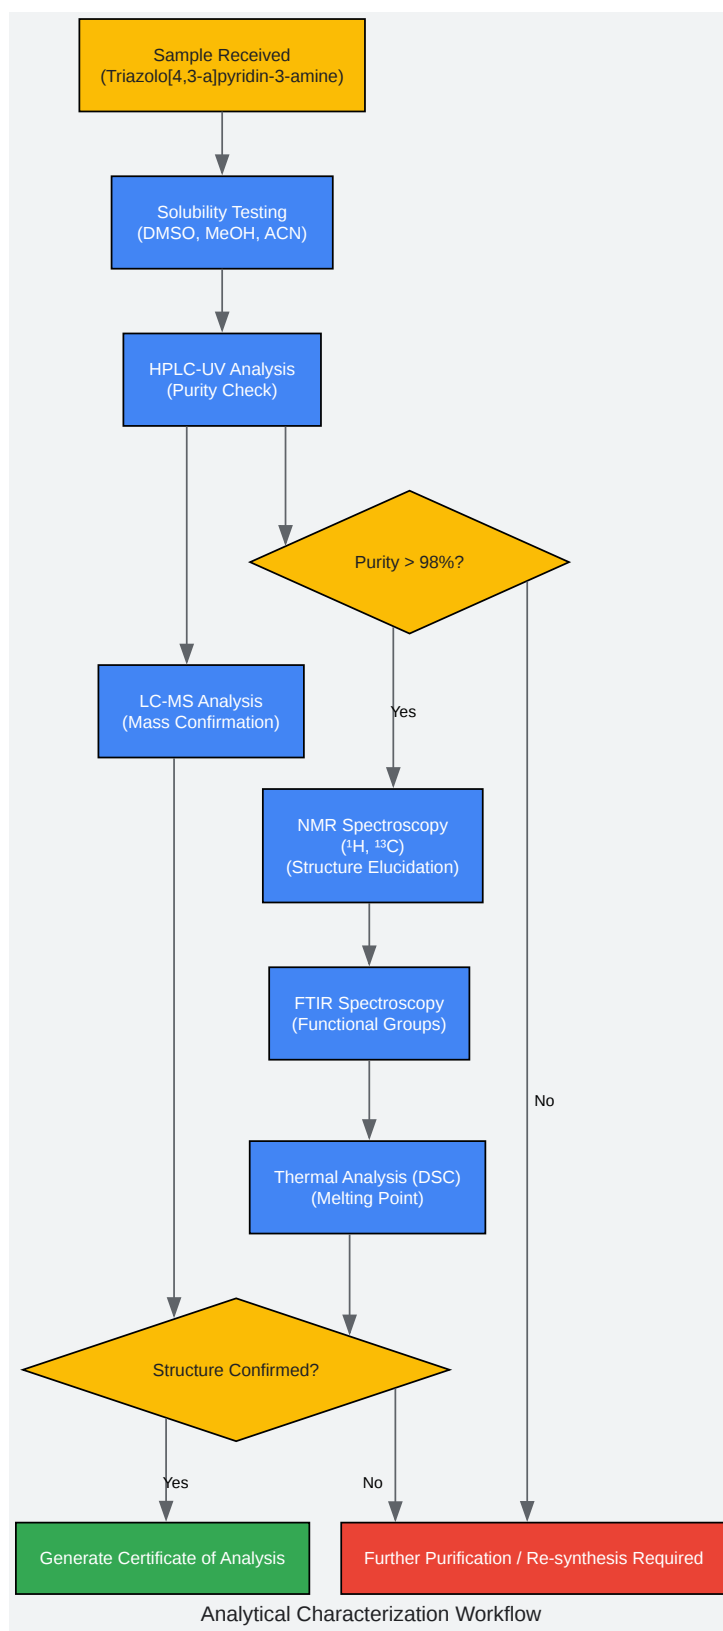 Sample Received
(Triazolo[4,3-a]pyridin-3-amine)
Solubility Testing
(DMSO, MeOH, ACN)
HPLC-UV Analysis
(Purity Check)
Purity > 98%?
LC-MS Analysis
(Mass Confirmation)
Yes
NMR Spectroscopy
(¹H, ¹³C)
(Structure Elucidation)
FTIR Spectroscopy
(Functional Groups)
No
Thermal Analysis (DSC)
(Melting Point)
Structure Confirmed?
Yes
No
Generate Certificate of Analysis
Further Purification / Re-synthesis Required
Analytical Characterization Workflow